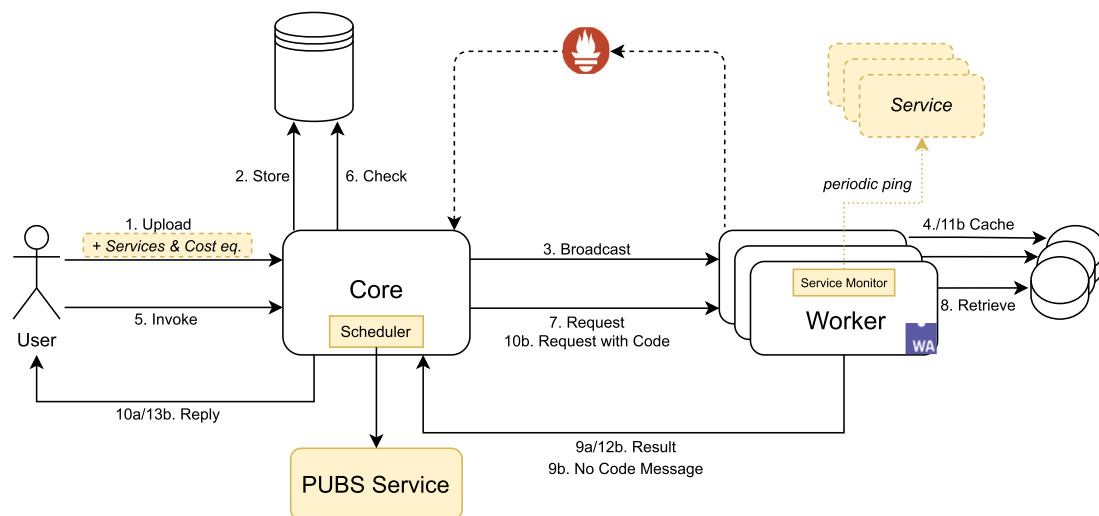 Service
2. Store
6. Check
periodic ping
1. Upload
+ Services & Cost eq.
3. Broadcast
4./11b Cache
Core
Service Monitor
5. Invoke
7. Request
10b. Request with Code
Worker
8. Retrieve
User
Scheduler
WA
10a/13b. Reply
9a/12b. Result
9b. No Code Message
PUBS Service